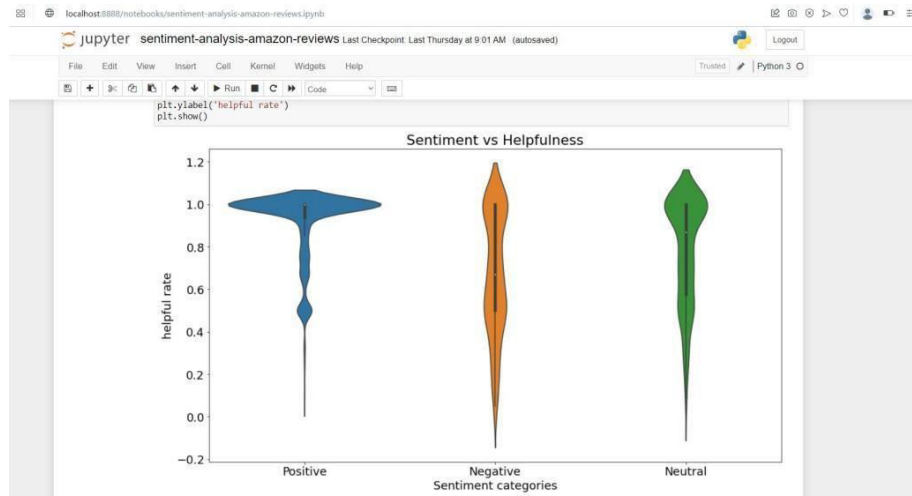 localhost:8888/notebooks/sentiment-analysis-amazon-reviews.ipynb
jupyter sentiment-analysis-amazon-reviews Last Checkpoint: Last Thursday at 9:01 AM (autosaved)
Logout
File Edit View Insert Cell Kernel Widgets Help
Trusted Python 3
Run Code
plt.ylabel('helpful rate')
plt.show()
Sentiment vs Helpfulness
1.2
1.0
0.8
0.6
0.4
0.2
0.0
−0.2
helpful rate
Positive Negative Neutral
Sentiment categories